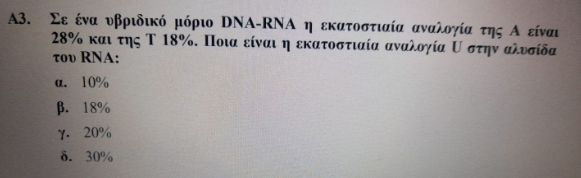 A3. Σε ένα υβριδικό μόριο DNA-RNA η εκατοστιαία αναλογία της Α είναι
28% και της Τ 18%. Ποια είναι η εκατοστιαία αναλογία U στην αλυσίδα
του RNA:
α. 10%
β. 18%
γ. 20%
δ. 30%